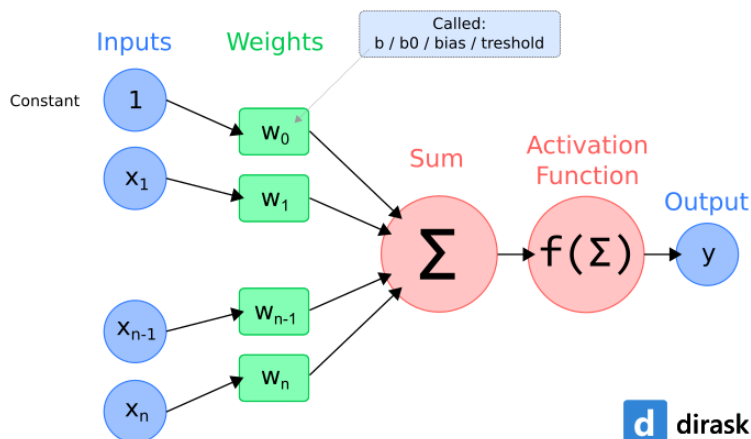 Called:
b / b0 / bias / treshold
Inputs
Weights
Constant
1
w0
x1
w1
Sum
Activation
Function
Output
Σ
f(Σ)
y
xn-1
wn-1
xn
wn
d dirask